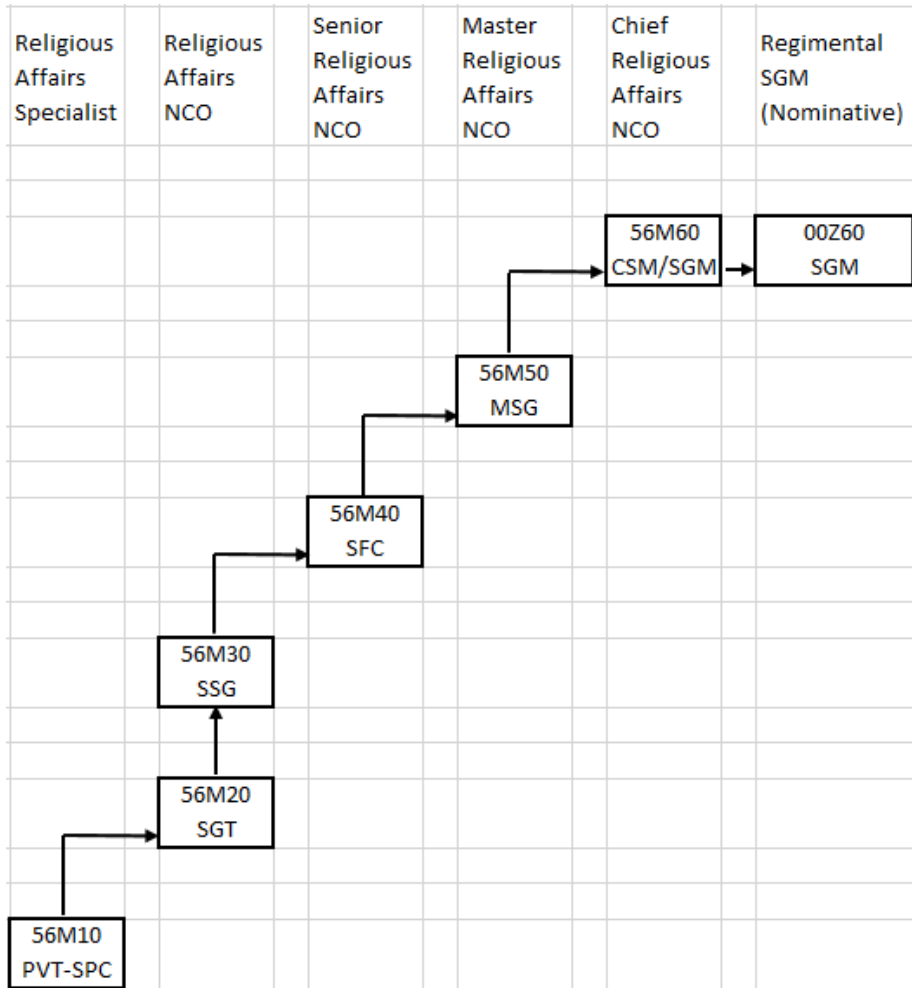 Religious
Affairs
Specialist
Religious
Affairs
NCO
Senior
Religious
Affairs
NCO
Master
Religious
Affairs
NCO
Chief
Religious
Affairs
NCO
Regimental
SGM
(Nominative)
56M60
CSM/SGM
00Z60
SGM
56M50
MSG
56M40
SFC
56M30
SSG
56M20
SGT
56M10
PVT-SPC